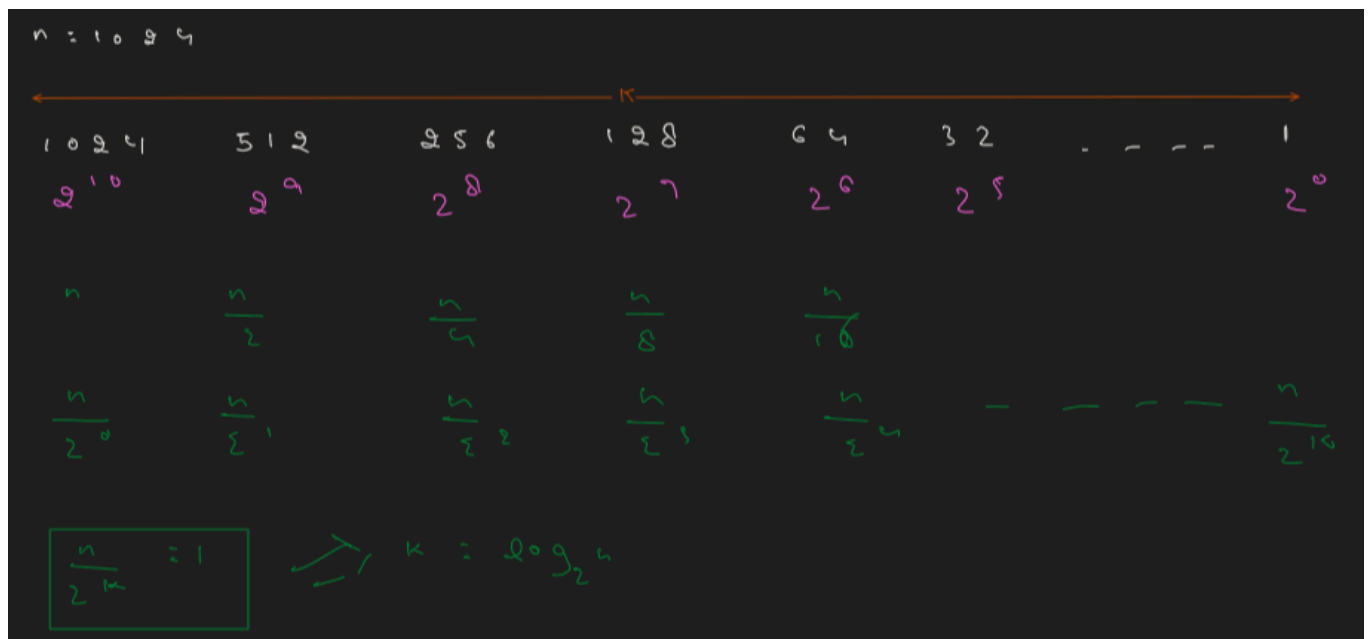 n = 1024
K
1024 512 256 128 64 32 . - - - 1
2^10 2^9 2^8 2^7 2^6 2^5 2^0
n n/2 n/4 n/8 n/16
n/2^0 n/2^1 n/2^2 n/2^3 n/2^4 - - - - n/2^10
n/2^k = 1 => k = log_2 n